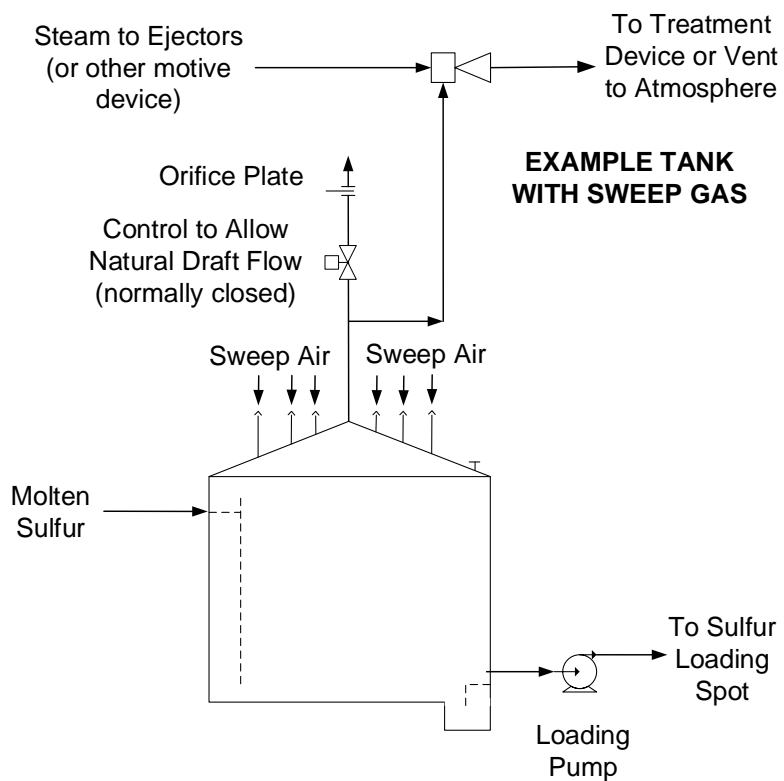 Steam to Ejectors
(or other motive
device)
To Treatment
Device or Vent
to Atmosphere
EXAMPLE TANK
WITH SWEEP GAS
Orifice Plate
Control to Allow
Natural Draft Flow
(normally closed)
Sweep Air
Sweep Air
Molten
Sulfur
To Sulfur
Loading
Spot
Loading
Pump